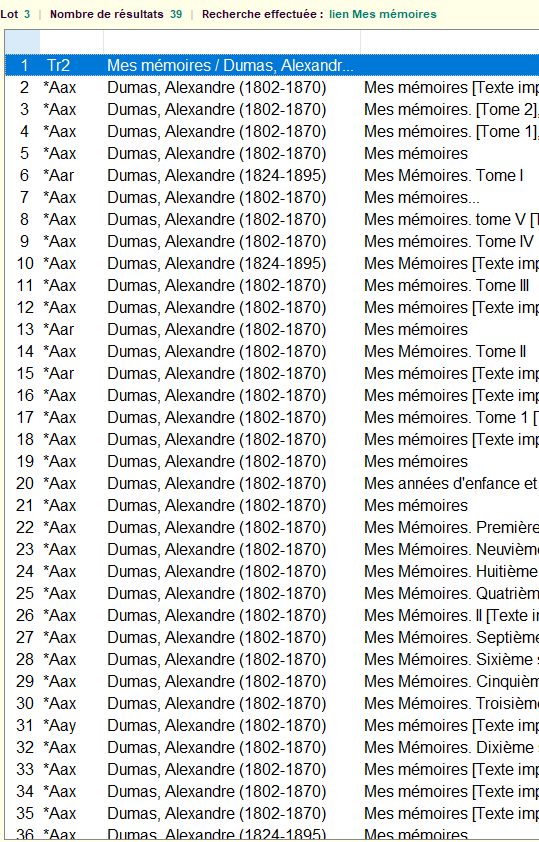 Lot 3 | Nombre de résultats 39 | Recherche effectuée : lien Mes mémoires
1 Tr2 Mes mémoires / Dumas, Alexandr...
2 *Aax Dumas, Alexandre (1802-1870) Mes mémoires [Texte imp
3 *Aax Dumas, Alexandre (1802-1870) Mes mémoires. [Tome 2],
4 *Aax Dumas, Alexandre (1802-1870) Mes mémoires. [Tome 1],
5 *Aax Dumas, Alexandre (1802-1870) Mes mémoires
6 *Aar Dumas, Alexandre (1824-1895) Mes Mémoires. Tome I
7 *Aax Dumas, Alexandre (1802-1870) Mes mémoires...
8 *Aax Dumas, Alexandre (1802-1870) Mes mémoires. tome V [T
9 *Aax Dumas, Alexandre (1802-1870) Mes mémoires. Tome IV
10 *Aax Dumas, Alexandre (1824-1895) Mes Mémoires [Texte imp
11 *Aax Dumas, Alexandre (1802-1870) Mes mémoires. Tome III
12 *Aax Dumas, Alexandre (1802-1870) Mes mémoires [Texte imp
13 *Aar Dumas, Alexandre (1802-1870) Mes mémoires
14 *Aax Dumas, Alexandre (1802-1870) Mes Mémoires. Tome II
15 *Aar Dumas, Alexandre (1802-1870) Mes mémoires [Texte imp
16 *Aax Dumas, Alexandre (1802-1870) Mes mémoires [Texte imp
17 *Aax Dumas, Alexandre (1802-1870) Mes mémoires. Tome 1 [T
18 *Aax Dumas, Alexandre (1802-1870) Mes mémoires [Texte imp
19 *Aax Dumas, Alexandre (1802-1870) Mes mémoires
20 *Aax Dumas, Alexandre (1802-1870) Mes années d'enfance et
21 *Aax Dumas, Alexandre (1802-1870) Mes mémoires
22 *Aax Dumas, Alexandre (1802-1870) Mes Mémoires. Première
23 *Aax Dumas, Alexandre (1802-1870) Mes Mémoires. Neuvième
24 *Aax Dumas, Alexandre (1802-1870) Mes Mémoires. Huitième
25 *Aax Dumas, Alexandre (1802-1870) Mes Mémoires. Quatrièm
26 *Aax Dumas, Alexandre (1802-1870) Mes Mémoires. II [Texte i
27 *Aax Dumas, Alexandre (1802-1870) Mes Mémoires. Septième
28 *Aax Dumas, Alexandre (1802-1870) Mes Mémoires. Sixième s
29 *Aax Dumas, Alexandre (1802-1870) Mes Mémoires. Cinquièm
30 *Aax Dumas, Alexandre (1802-1870) Mes Mémoires. Troisième
31 *Aay Dumas, Alexandre (1802-1870) Mes mémoires [Texte imp
32 *Aax Dumas, Alexandre (1802-1870) Mes Mémoires. Dixième s
33 *Aax Dumas, Alexandre (1802-1870) Mes mémoires [Texte imp
34 *Aax Dumas, Alexandre (1802-1870) Mes mémoires [Texte imp
35 *Aax Dumas, Alexandre (1802-1870) Mes mémoires [Texte imp
36 *Aax Dumas, Alexandre (1824-1895) Mes mémoires